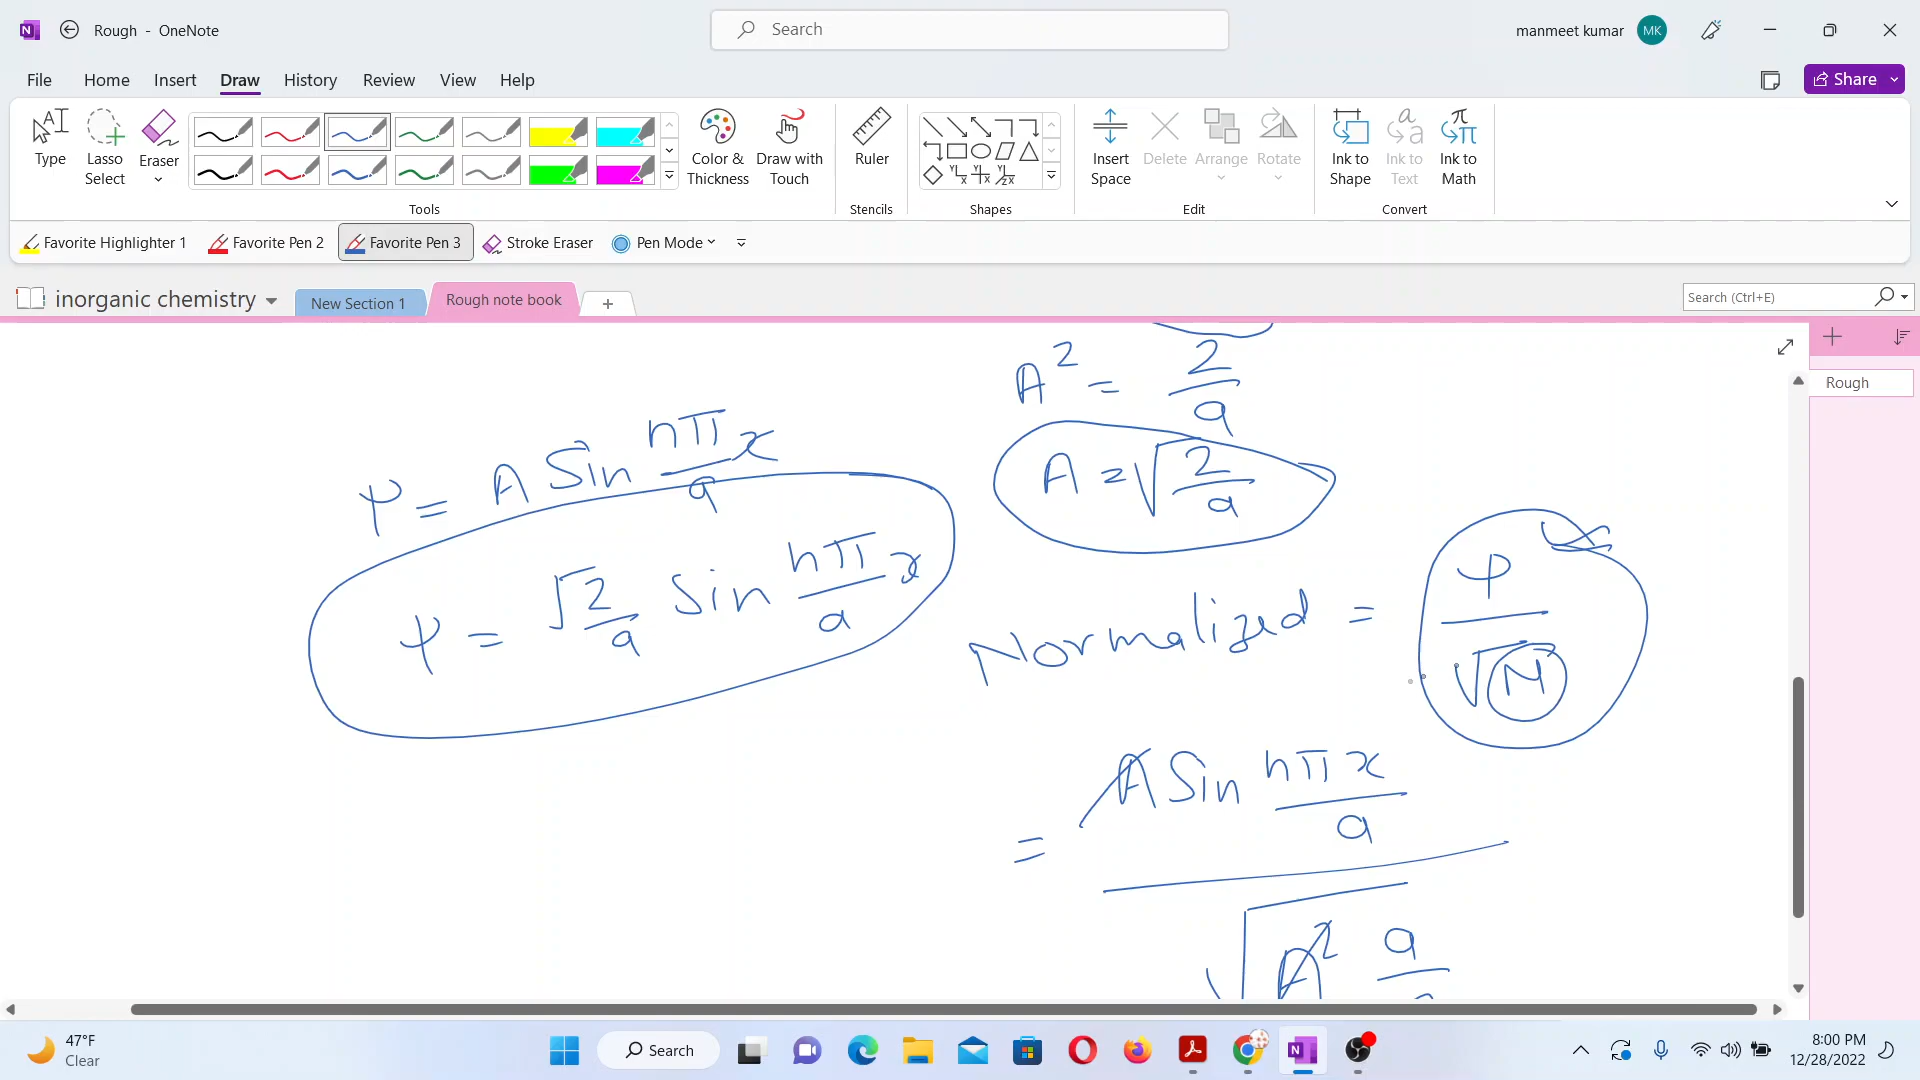 Rough - OneNote
Search
manmeet kumar MK
File Home Insert Draw History Review View Help
Share
Type
Lasso Select
Eraser
Color & Thickness
Draw with Touch
Ruler
Insert Space
Delete
Arrange
Rotate
Ink to Shape
Ink to Text
Ink to Math
Tools Stencils Shapes Edit Convert
Favorite Highlighter 1 Favorite Pen 2 Favorite Pen 3 Stroke Eraser Pen Mode
inorganic chemistry New Section 1 Rough note book
Search (Ctrl+E)
Rough
A² = 2/a
A = √2/a
ψ = A Sin nπ/a x
ψ = √2/a Sin nπ/a x
Normalized = φ/√N
= A Sin nπx/a
√A² a
47°F
Clear
Search
8:00 PM
12/28/2022